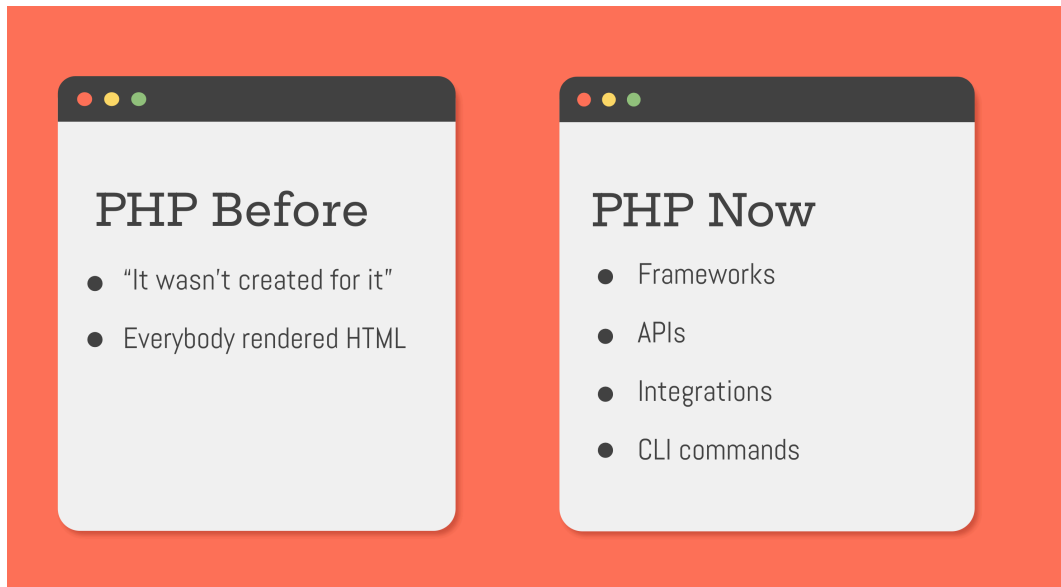 PHP Before
“It wasn’t created for it”
Everybody rendered HTML
PHP Now
Frameworks
APIs
Integrations
CLI commands